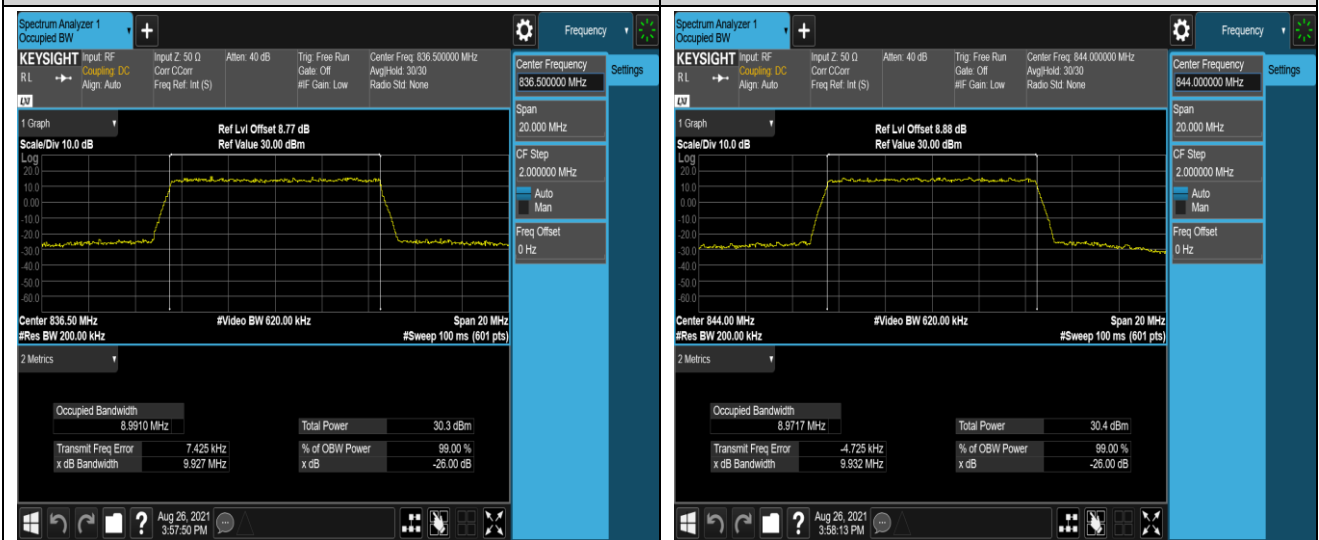 Spectrum Analyzer 1
Occupied BW
+
Frequency
KEYSIGHT
R L
LXI
Input: RF
Coupling: DC
Align: Auto
Input Z: 50 Ω
Corr CCorr
Freq Ref: Int (S)
Atten: 40 dB
Trig: Free Run
Gate: Off
#IF Gain: Low
Center Freq: 836.500000 MHz
Avg|Hold: 30/30
Radio Std: None
Center Frequency
836.500000 MHz
Settings
Span
20.000 MHz
CF Step
2.000000 MHz
Auto
Man
Freq Offset
0 Hz
1 Graph
Ref Lvl Offset 8.77 dB
Scale/Div 10.0 dB
Ref Value 30.00 dBm
Log
20.0
10.0
0.00
-10.0
-20.0
-30.0
-40.0
-50.0
-60.0
Center 836.50 MHz
#Video BW 620.00 kHz
Span 20 MHz
#Res BW 200.00 kHz
#Sweep 100 ms (601 pts)
2 Metrics
Occupied Bandwidth
8.9910 MHz
Total Power 30.3 dBm
Transmit Freq Error 7.425 kHz
% of OBW Power 99.00 %
x dB Bandwidth 9.927 MHz
x dB -26.00 dB
?
Aug 26, 2021
3:57:50 PM
Spectrum Analyzer 1
Occupied BW
+
Frequency
KEYSIGHT
R L
LXI
Input: RF
Coupling: DC
Align: Auto
Input Z: 50 Ω
Corr CCorr
Freq Ref: Int (S)
Atten: 40 dB
Trig: Free Run
Gate: Off
#IF Gain: Low
Center Freq: 844.000000 MHz
Avg|Hold: 30/30
Radio Std: None
Center Frequency
844.000000 MHz
Settings
Span
20.000 MHz
CF Step
2.000000 MHz
Auto
Man
Freq Offset
0 Hz
1 Graph
Ref Lvl Offset 8.88 dB
Scale/Div 10.0 dB
Ref Value 30.00 dBm
Log
20.0
10.0
0.00
-10.0
-20.0
-30.0
-40.0
-50.0
-60.0
Center 844.00 MHz
#Video BW 620.00 kHz
Span 20 MHz
#Res BW 200.00 kHz
#Sweep 100 ms (601 pts)
2 Metrics
Occupied Bandwidth
8.9717 MHz
Total Power 30.4 dBm
Transmit Freq Error -4.725 kHz
% of OBW Power 99.00 %
x dB Bandwidth 9.932 MHz
x dB -26.00 dB
?
Aug 26, 2021
3:58:13 PM